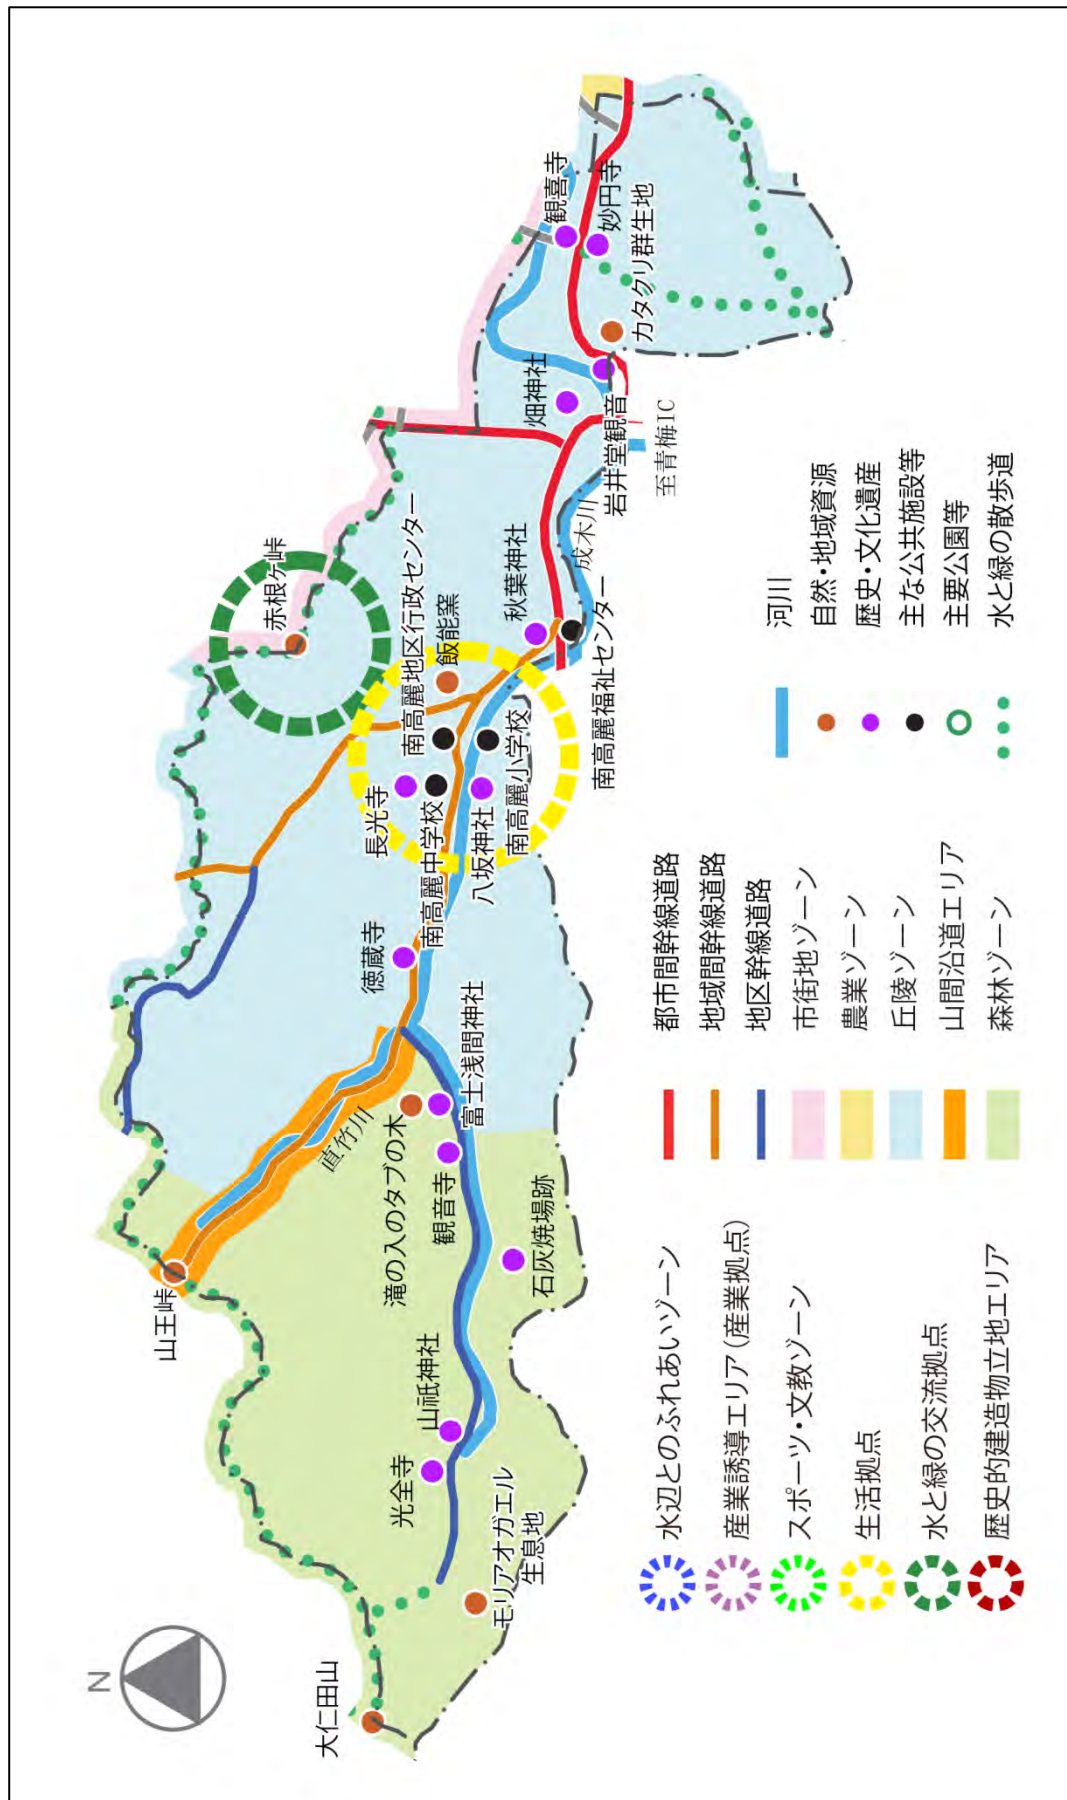 N
大仁田山
モリアオガエル
生息地
光全寺
山祇神社
山王峠
石灰焼場跡
観音寺
滝の入のタブの木
富士浅間神社
直竹川
徳蔵寺
長光寺
南高麗中学校
八坂神社
南高麗小学校
南高麗地区行政センター
飯能窯
赤根ヶ峠
秋葉神社
南高麗福祉センター
成木川
畑神社
岩井堂観音
至青梅IC
カタクリ群生地
妙円寺
観喜寺
水辺とのふれあいゾーン
産業誘導エリア(産業拠点)
スポーツ・文教ゾーン
生活拠点
水と緑の交流拠点
歴史的建造物立地エリア
都市間幹線道路
地域間幹線道路
地区幹線道路
市街地ゾーン
農業ゾーン
丘陵ゾーン
山間沿道エリア
森林ゾーン
河川
自然・地域資源
歴史・文化遺産
主な公共施設等
主要公園等
水と緑の散歩道